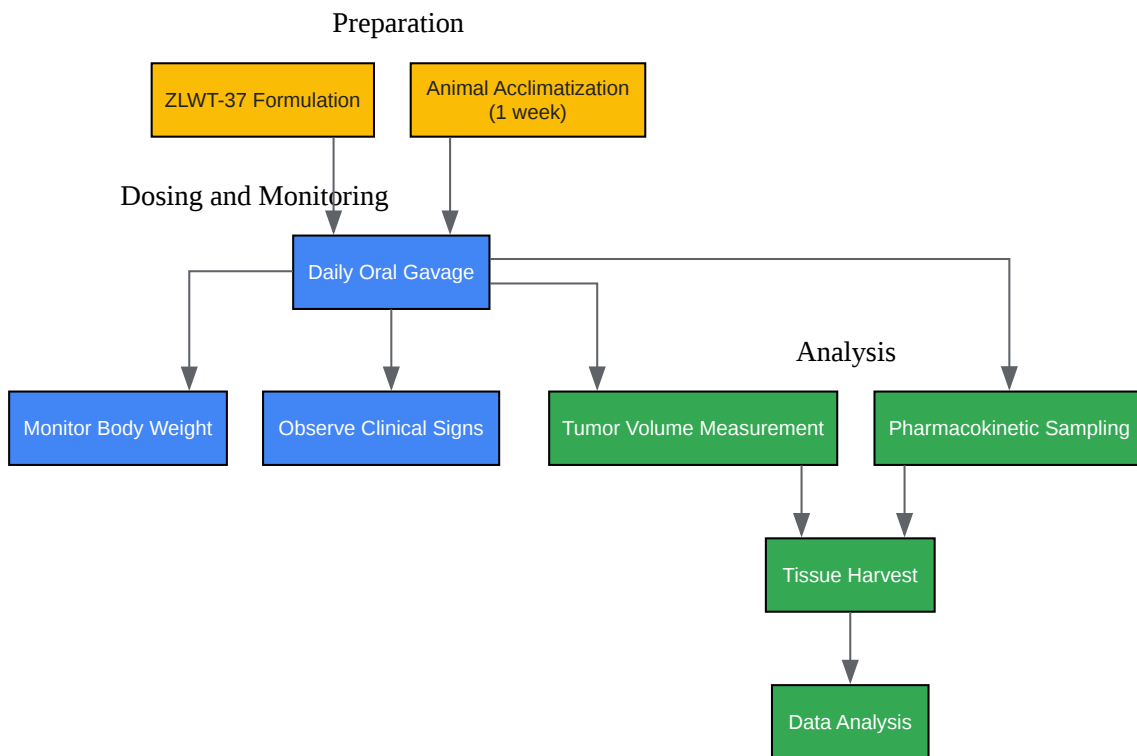 Preparation
ZLWT-37 Formulation
Animal Acclimatization
(1 week)
Dosing and Monitoring
Daily Oral Gavage
Analysis
Monitor Body Weight
Observe Clinical Signs
Tumor Volume Measurement
Pharmacokinetic Sampling
Tissue Harvest
Data Analysis